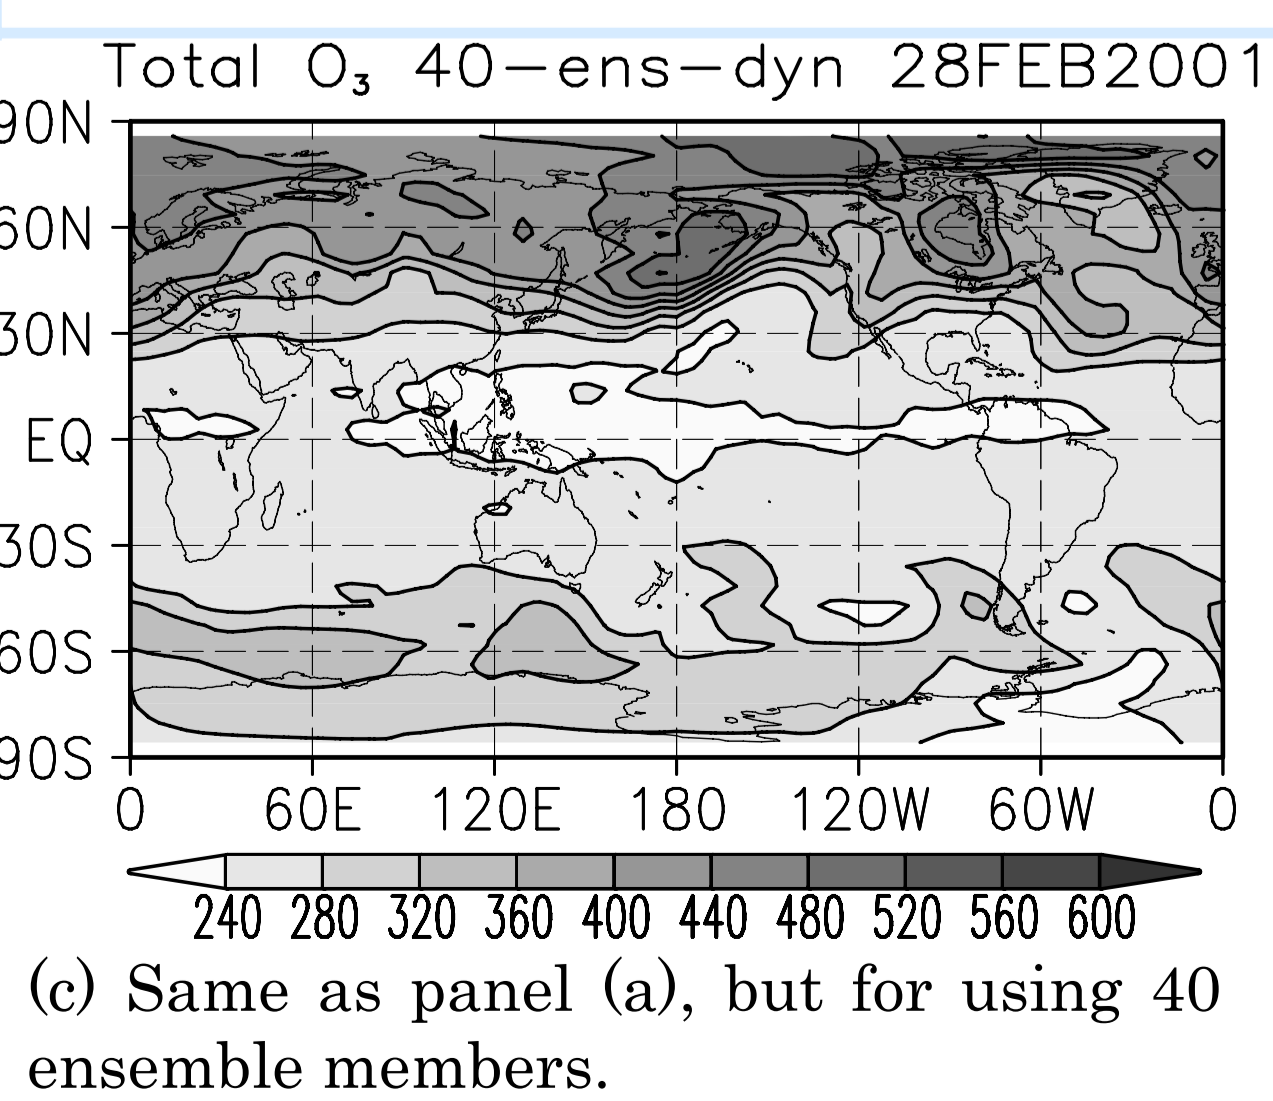 Total O₃ 40-ens-dyn 28FEB2001
90N
60N
30N
EQ
30S
60S
90S
0 60E 120E 180 120W 60W 0
240 280 320 360 400 440 480 520 560 600
(c) Same as panel (a), but for using 40
ensemble members.